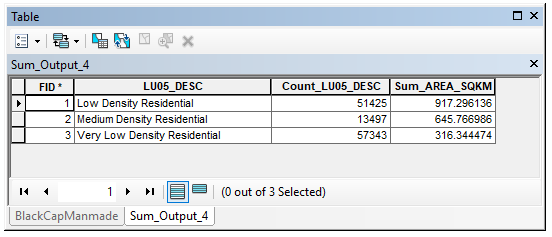 Table
Sum_Output_4
FID * LU05_DESC Count_LU05_DESC Sum_AREA_SQKM
1 Low Density Residential 51425 917.296136
2 Medium Density Residential 13497 645.766986
3 Very Low Density Residential 57343 316.344474
1 (0 out of 3 Selected)
BlackCapManmade Sum_Output_4